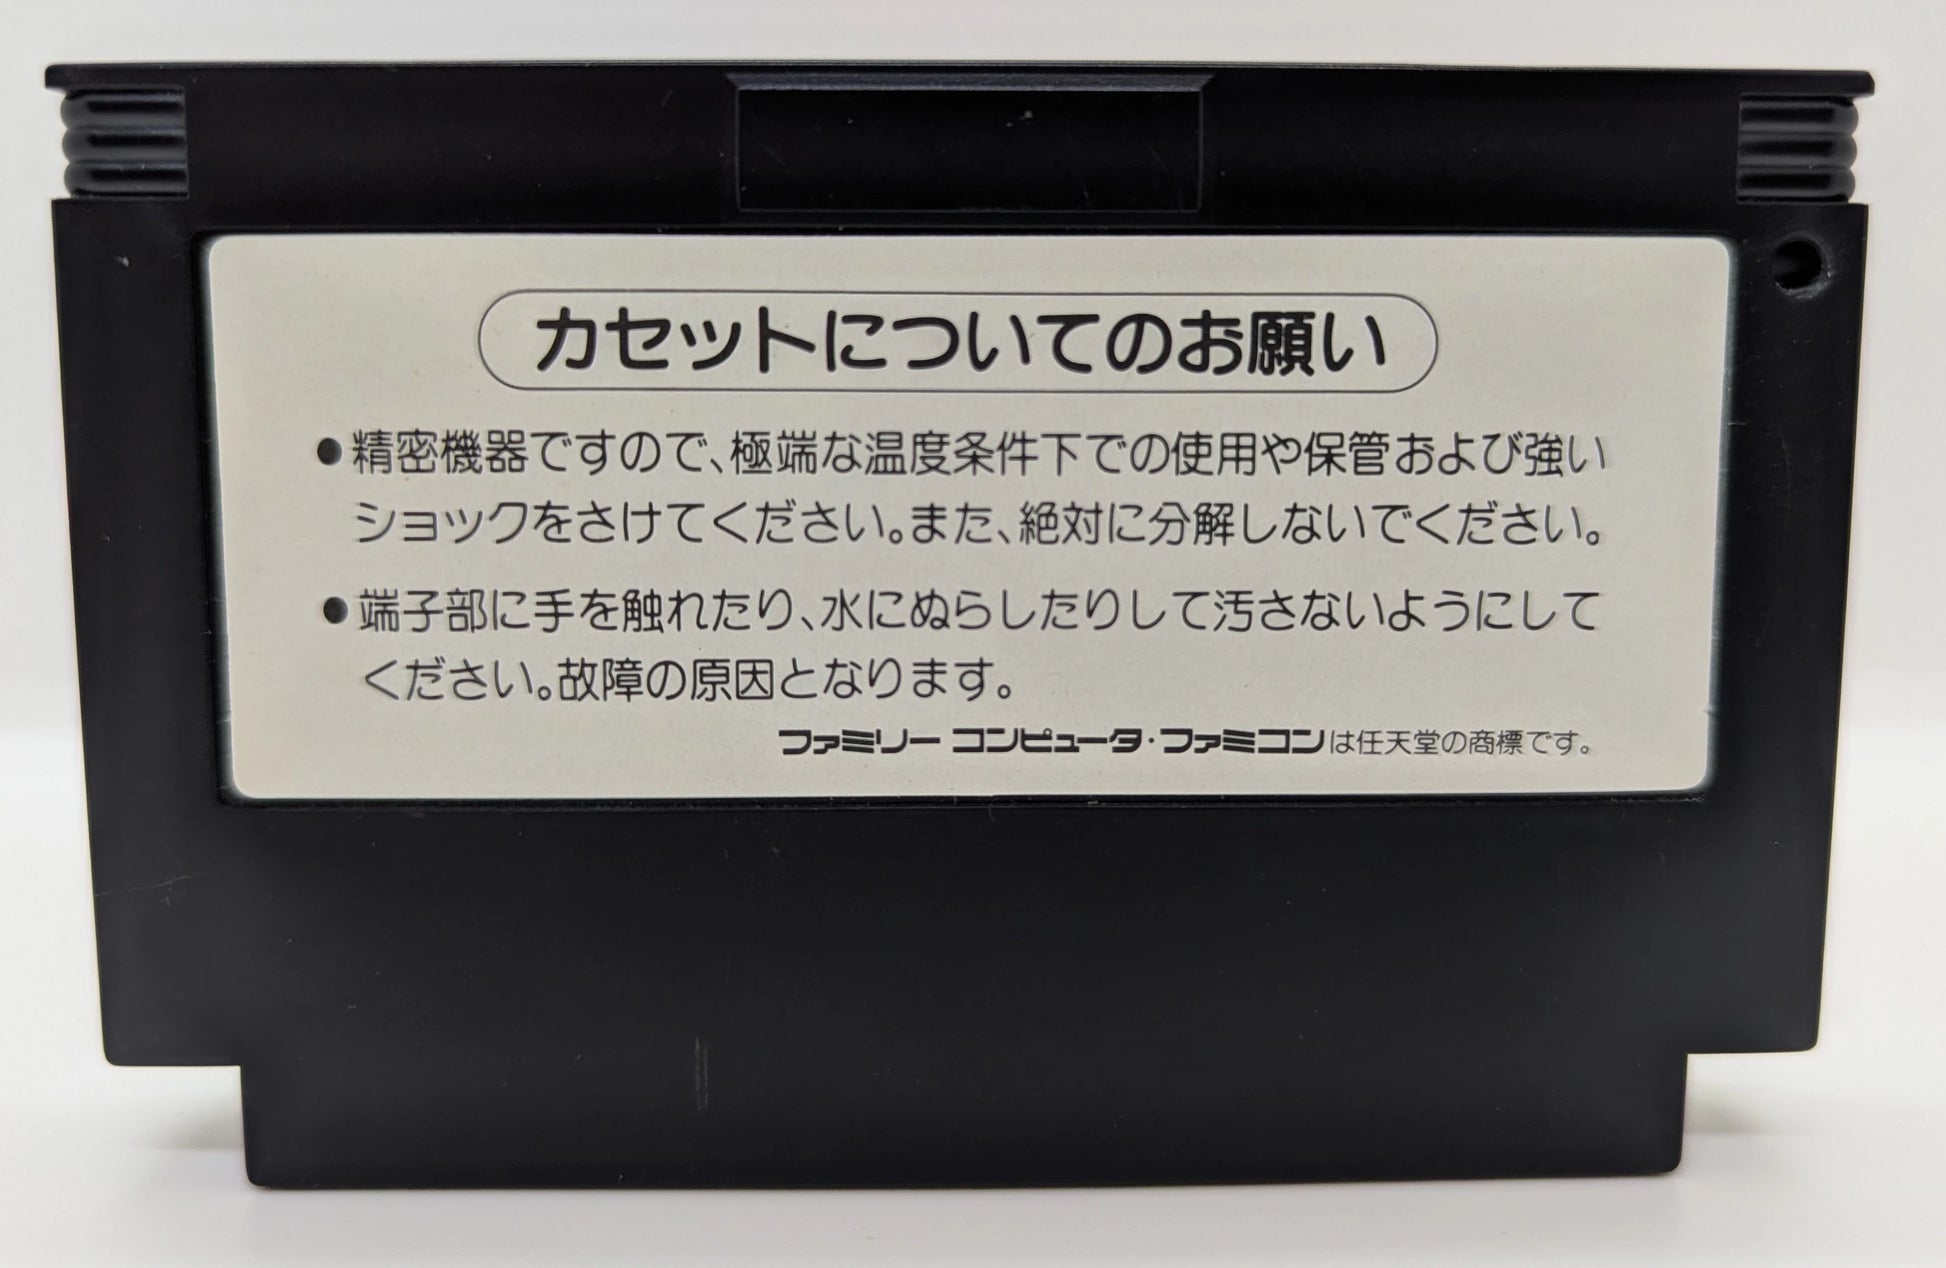 カセットについてのお願い
●精密機器ですので、極端な温度条件下での使用や保管および強い
ショックをさけてください。また、絶対に分解しないでください。
●端子部に手を触れたり、水にぬらしたりして汚さないようにして
ください。故障の原因となります。
ファミリー コンピュータ・ファミコンは任天堂の商標です。